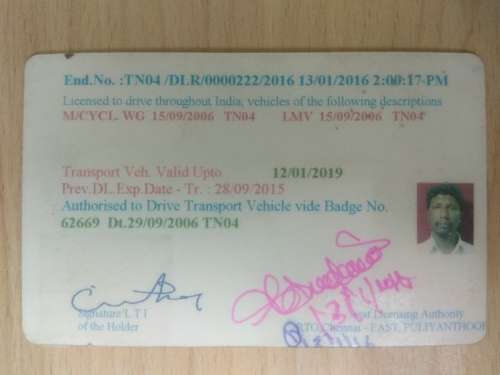 End.No. :TN04 /DLR/0000222/2016 13/01/2016 2:00:17-PM
Licensed to drive throughout India, vehicles of the following descriptions
M/CYCL. WG 15/09/2006 TN04 LMV 15/09/2006 TN04
Transport Veh. Valid Upto 12/01/2019
Prev.DL.Exp.Date - Tr. : 28/09/2015
Authorised to Drive Transport Vehicle vide Badge No.
62669 Dt.29/09/2006 TN04
Signature/L T.I
of the Holder
Licensing Authority
RTO,Chennai - EAST, PULIYANTHOOP